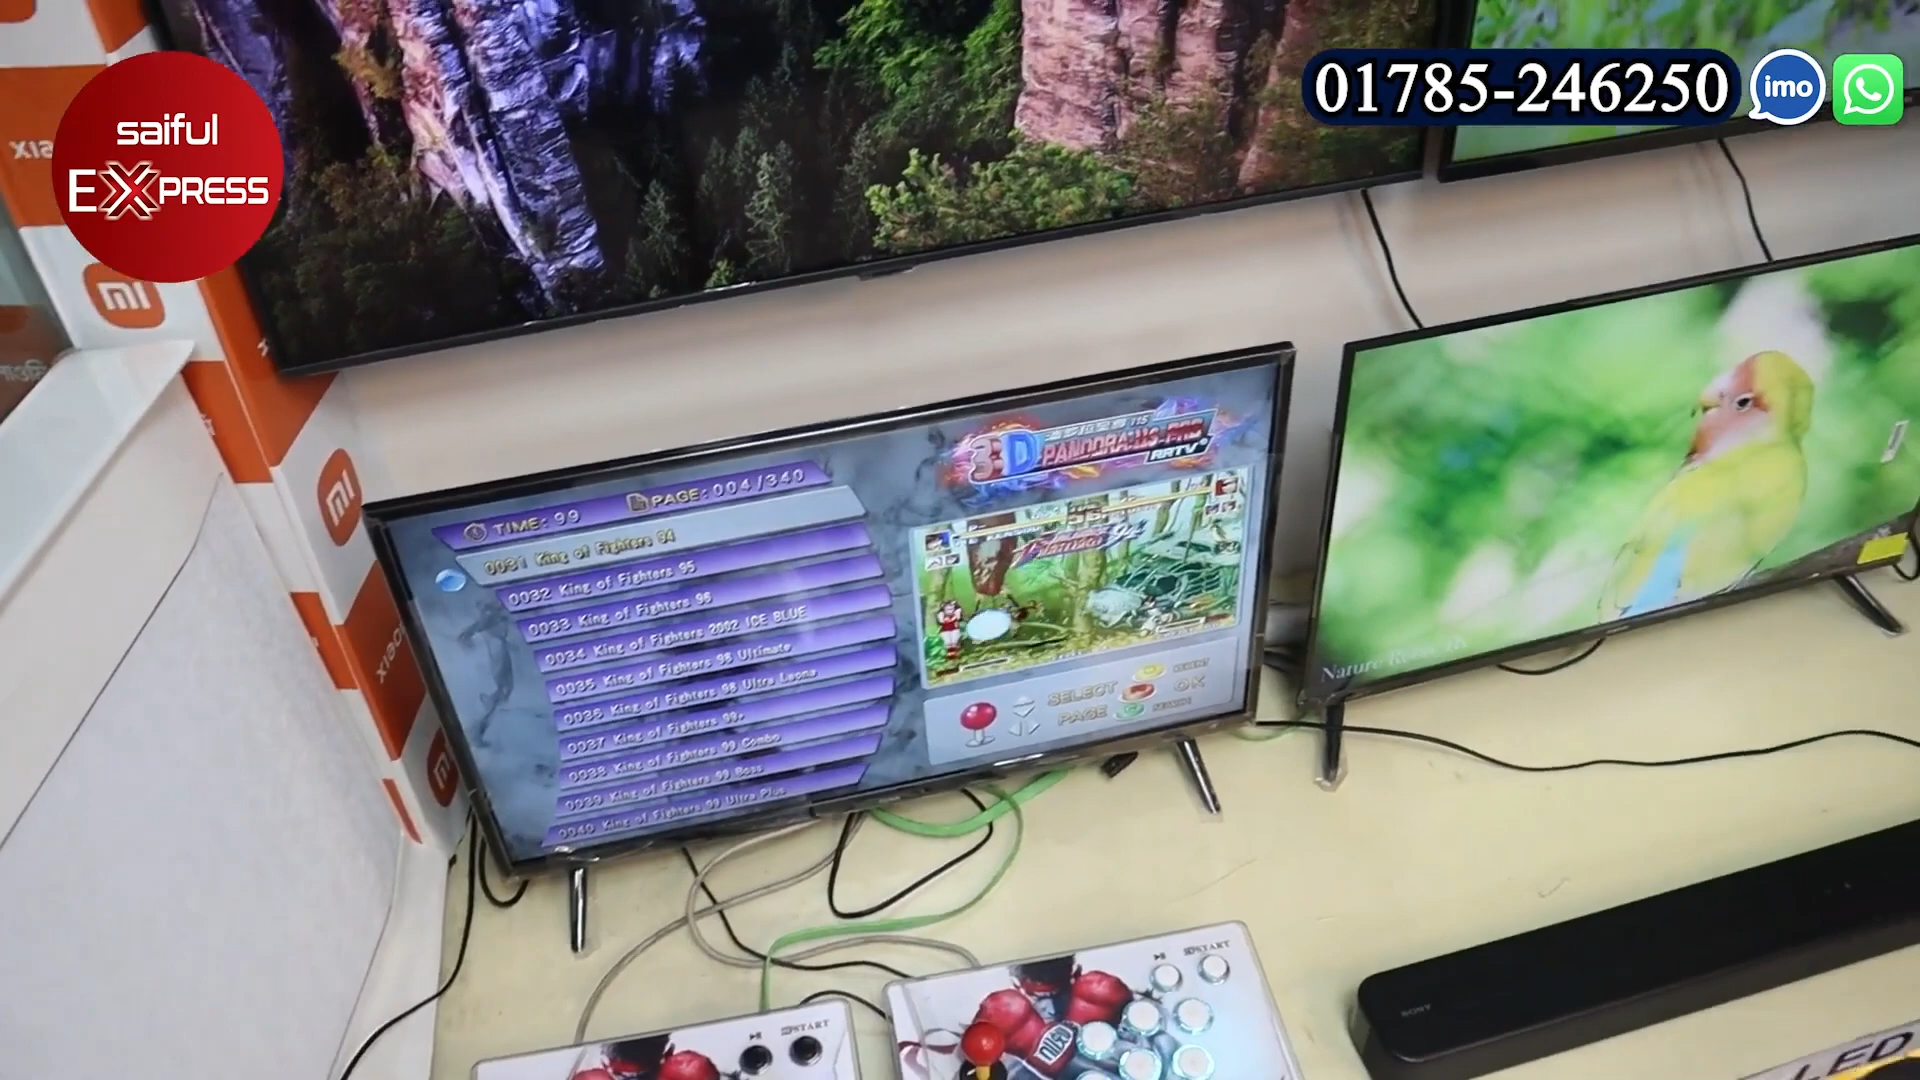 saiful
EXPRESS
01785-246250
imo
mi
mi
TIME: 99
PAGE: 004/340
0031 King of Fighters 94
0032 King of Fighters 95
0033 King of Fighters 96
0034 King of Fighters 2002 ICE BLUE
0035 King of Fighters 98 Ultimate
0036 King of Fighters 98 Ultra Leona
0037 King of Fighters 99+
0038 King of Fighters 99 Combo
0039 King of Fighters 99 Boss
0040 King of Fighters 99 Ultra Plus
3D
RRTV
SELECT
OK
PAGE
Nature
START
START
SONY
LED